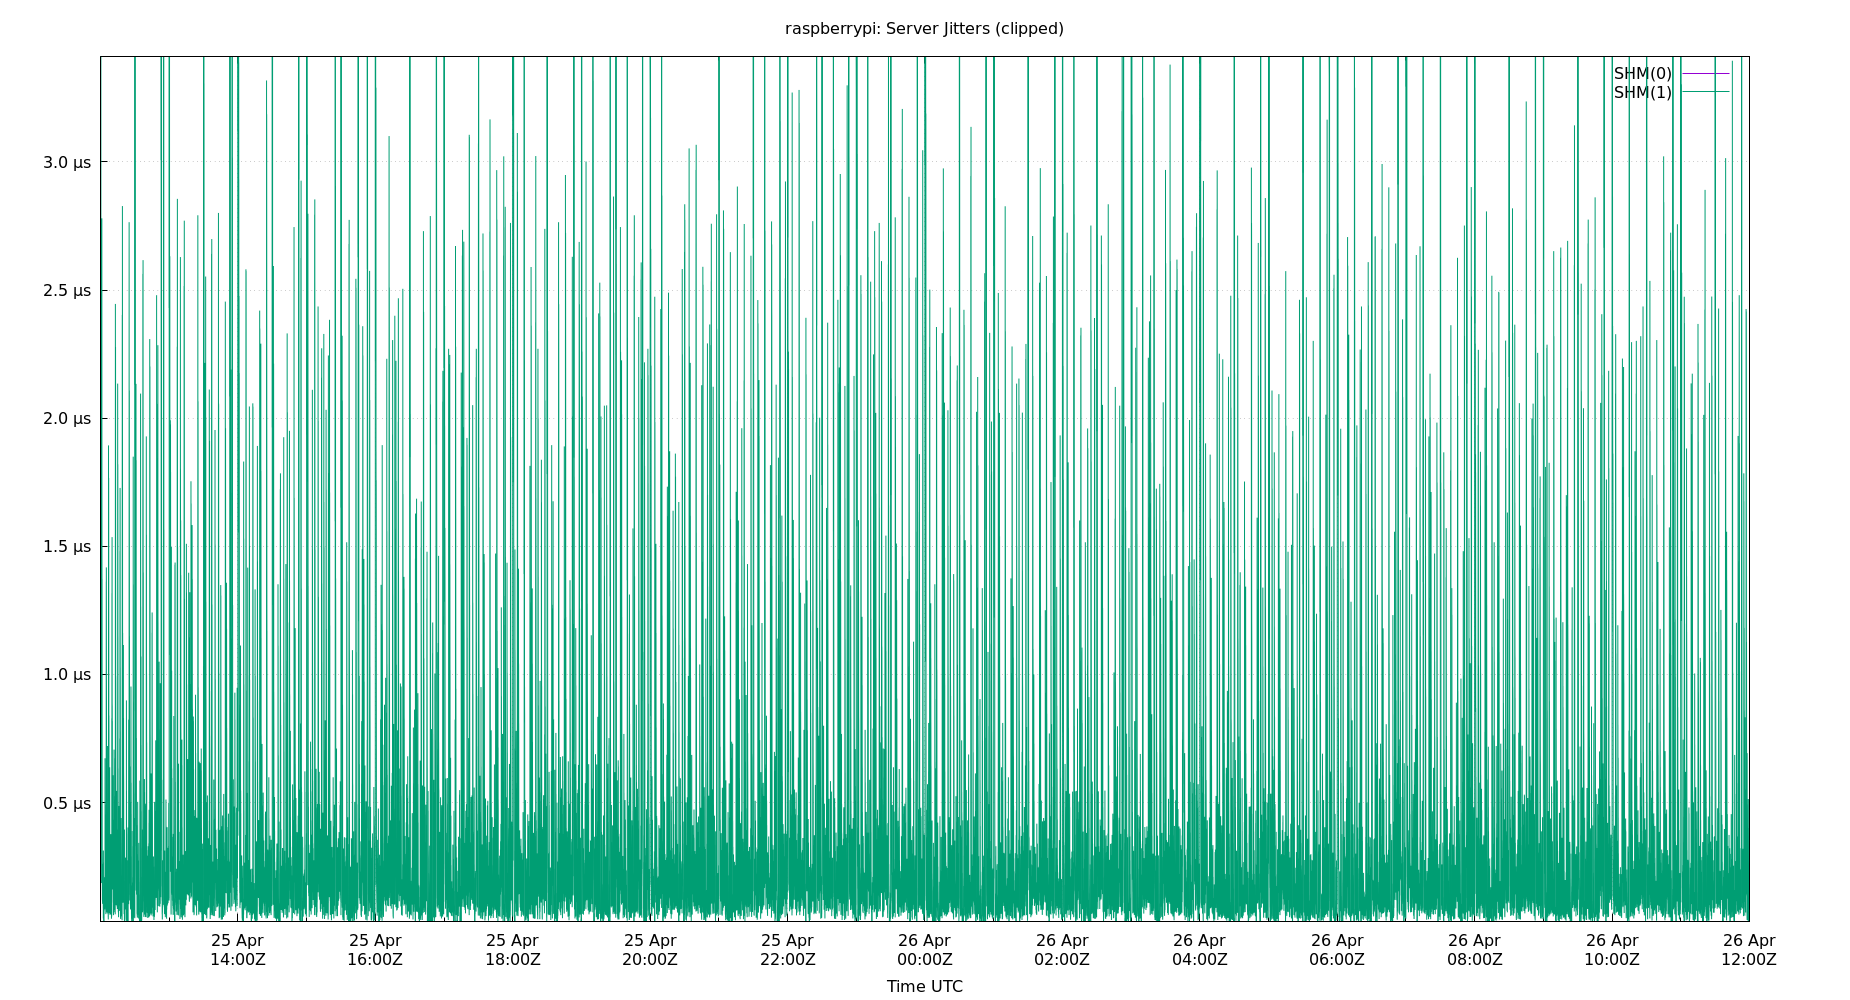 raspberrypi: Server Jitters (clipped)
SHM(0)
SHM(1)
3.0 µs
2.5 µs
2.0 µs
1.5 µs
1.0 µs
0.5 µs
25 Apr 25 Apr 25 Apr 25 Apr 25 Apr 26 Apr 26 Apr 26 Apr 26 Apr 26 Apr 26 Apr 26 Apr
14:00Z 16:00Z 18:00Z 20:00Z 22:00Z 00:00Z 02:00Z 04:00Z 06:00Z 08:00Z 10:00Z 12:00Z
Time UTC